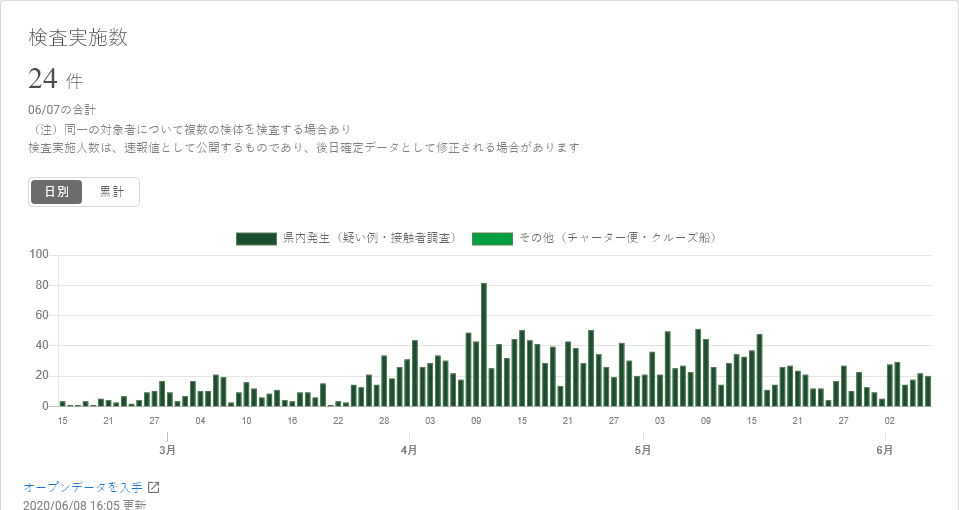 検査実施数
24 件
06/07の合計
（注）同一の対象者について複数の検体を検査する場合あり
検査実施人数は、速報値として公開するものであり、後日確定データとして修正される場合があります
日別 累計
県内発生（疑い例・接触者調査） その他（チャーター便・クルーズ船）
100
80
60
40
20
0
15 21 27 04 10 16 22 28 03 09 15 21 27 03 09 15 21 27 02
3月 4月 5月 6月
オープンデータを入手
2020/06/08 16:05 更新